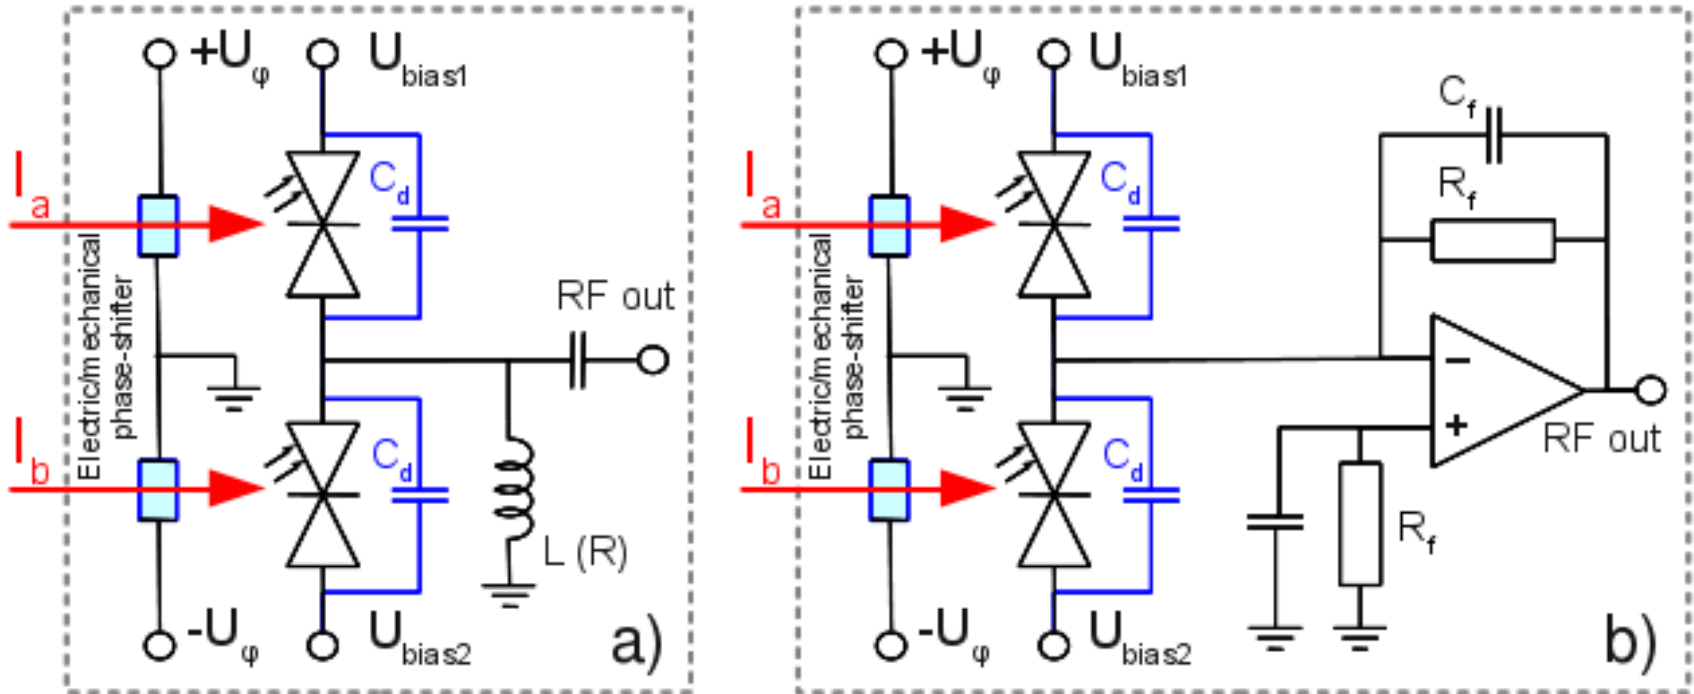 +Uφ
Ubias1
Ia
Cd
Electric/mechanical
phase-shifter
RF out
Ib
Cd
L (R)
-Uφ
Ubias2
a)
+Uφ
Ubias1
Cf
Ia
Cd
Rf
Electric/mechanical
phase-shifter
−
+
RF out
Ib
Cd
Rf
-Uφ
Ubias2
b)